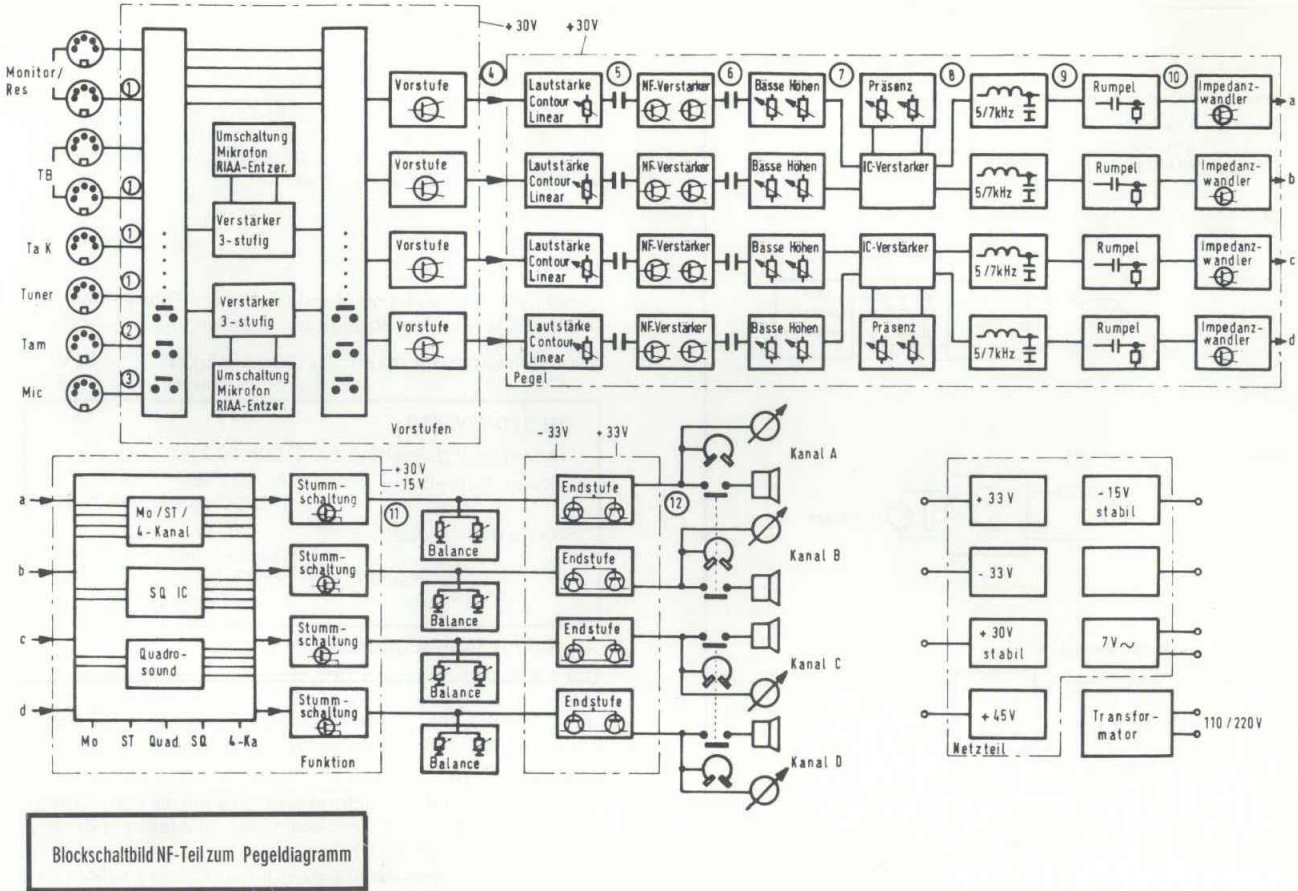 +30V +30V
Monitor/
Res
TB
Ta K
Tuner
Tam
Mic
1
1
1
1
2
3
Umschaltung
Mikrofon
RIAA-Entzer.
Verstärker
3-stufig
Verstärker
3-stufig
Umschaltung
Mikrofon
RIAA-Entzer.
Vorstufe
Vorstufe
Vorstufe
Vorstufe
Vorstufen
4 5 6 7 8 9 10
Lautstärke
Contour
Linear
NF-Verstärker
Bässe Höhen
Präsenz
5/7kHz
Rumpel
Impedanz-
wandler
a
Lautstärke
Contour
Linear
NF-Verstärker
Bässe Höhen
IC-Verstarker
5/7kHz
Rumpel
Impedanz-
wandler
b
Lautstärke
Contour
Linear
NF-Verstärker
Bässe Höhen
IC-Verstärker
5/7kHz
Rumpel
Impedanz-
wandler
c
Lautstärke
Contour
Linear
NF-Verstärker
Bässe Höhen
Präsenz
5/7kHz
Rumpel
Impedanz-
wandler
d
Pegel
a
b
c
d
Mo/ST/
4-Kanal
SQ IC
Quadro-
sound
Mo ST Quad. SQ 4-Ka
Stumm-
schaltung
Stumm-
schaltung
Stumm-
schaltung
Stumm-
schaltung
Funktion
+30V
-15V
11
Balance
Balance
Balance
Balance
-33V +33V
Endstufe
Endstufe
Endstufe
Endstufe
12
Kanal A
Kanal B
Kanal C
Kanal D
+ 33V
- 33V
+ 30V
stabil
+ 45V
-15V
stabil
7V~
Transfor-
mator
110/220V
Netzteil
Blockschaltbild NF-Teil zum Pegeldiagramm